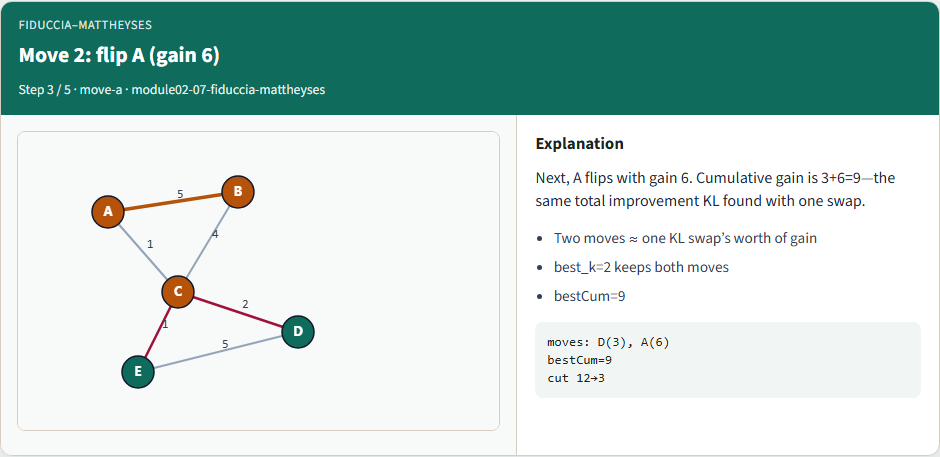 FIDUCCIA–MATTHEYSES
Move 2: flip A (gain 6)
Step 3 / 5 · move-a · module02-07-fiduccia-mattheyses
5
B
A
1
4
C
2
1
D
5
E
Explanation
Next, A flips with gain 6. Cumulative gain is 3+6=9—the
same total improvement KL found with one swap.
• Two moves ≈ one KL swap’s worth of gain
• best_k=2 keeps both moves
• bestCum=9
moves: D(3), A(6)
bestCum=9
cut 12→3